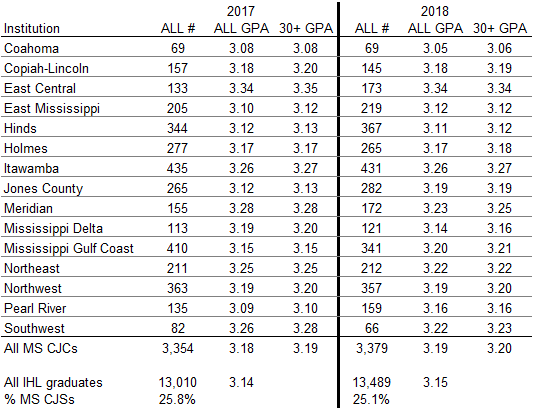 2017 2018
Institution ALL # ALL GPA 30+ GPA ALL # ALL GPA 30+ GPA
Coahoma 69 3.08 3.08 69 3.05 3.06
Copiah-Lincoln 157 3.18 3.20 145 3.18 3.19
East Central 133 3.34 3.35 173 3.34 3.34
East Mississippi 205 3.10 3.12 219 3.12 3.12
Hinds 344 3.12 3.13 367 3.11 3.12
Holmes 277 3.17 3.17 265 3.17 3.18
Itawamba 435 3.26 3.27 431 3.26 3.27
Jones County 265 3.12 3.13 282 3.19 3.19
Meridian 155 3.28 3.28 172 3.23 3.25
Mississippi Delta 113 3.19 3.20 121 3.14 3.16
Mississippi Gulf Coast 410 3.15 3.15 341 3.20 3.21
Northeast 211 3.25 3.25 212 3.22 3.22
Northwest 363 3.19 3.20 357 3.19 3.20
Pearl River 135 3.09 3.10 159 3.16 3.16
Southwest 82 3.26 3.28 66 3.22 3.23
All MS CJCs 3,354 3.18 3.19 3,379 3.19 3.20
All IHL graduates 13,010 3.14 13,489 3.15
% MS CJSs 25.8% 25.1%